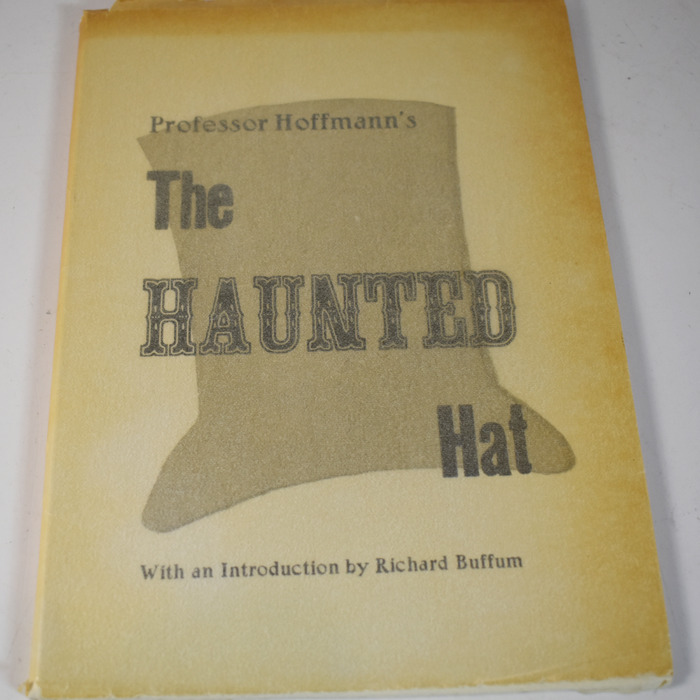 Professor Hoffmann's
The
HAUNTED
Hat
With an Introduction by Richard Buffum